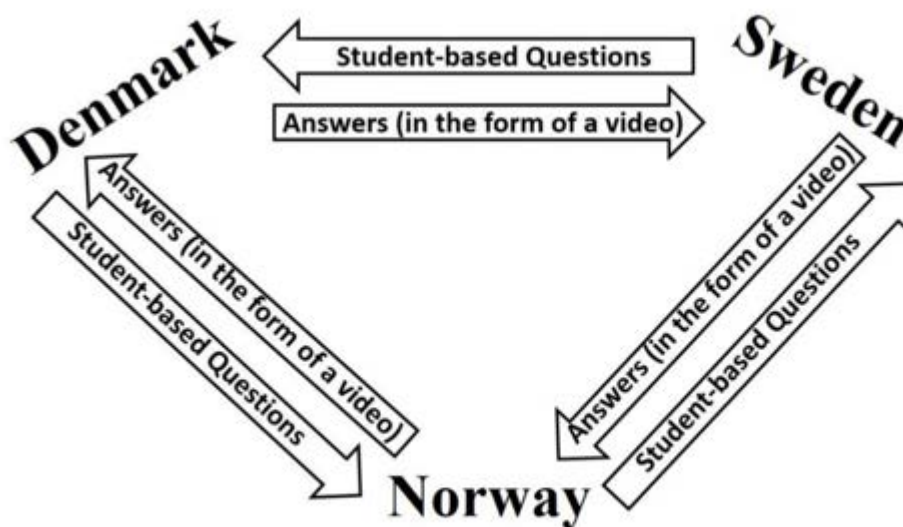 Denmark
Sweden
Student-based Questions
Answers (in the form of a video)
Answers (in the form of a video)
Student-based Questions
Answers (in the form of a video)
Student-based Questions
Norway